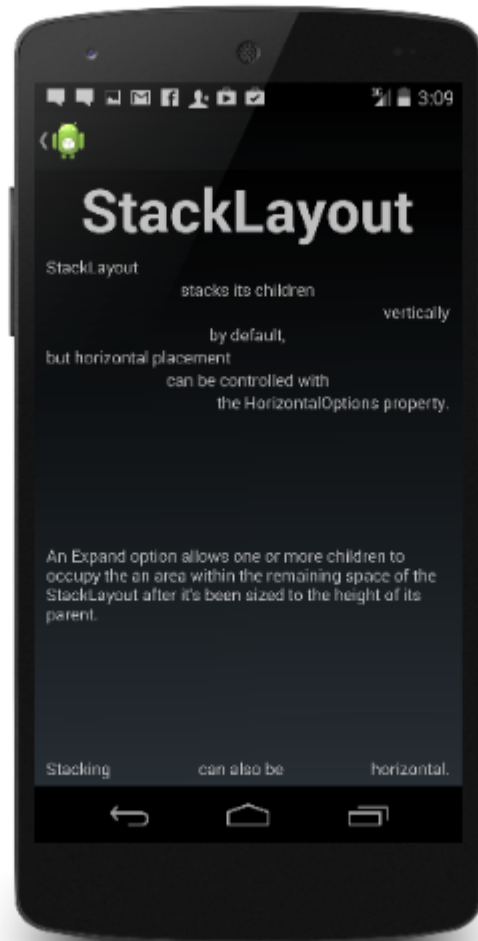 3:09
StackLayout
StackLayout
stacks its children
vertically
by default,
but horizontal placement
can be controlled with
the HorizontalOptions property.
An Expand option allows one or more children to
occupy the an area within the remaining space of the
StackLayout after it's been sized to the height of its
parent.
Stacking can also be horizontal.